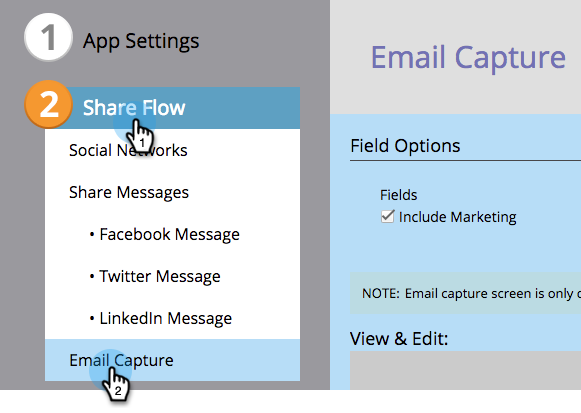 1 App Settings
2 Share Flow
1
Social Networks
Share Messages
• Facebook Message
• Twitter Message
• LinkedIn Message
Email Capture
2
Email Capture
Field Options
Fields
Include Marketing
NOTE: Email capture screen is only
View & Edit: